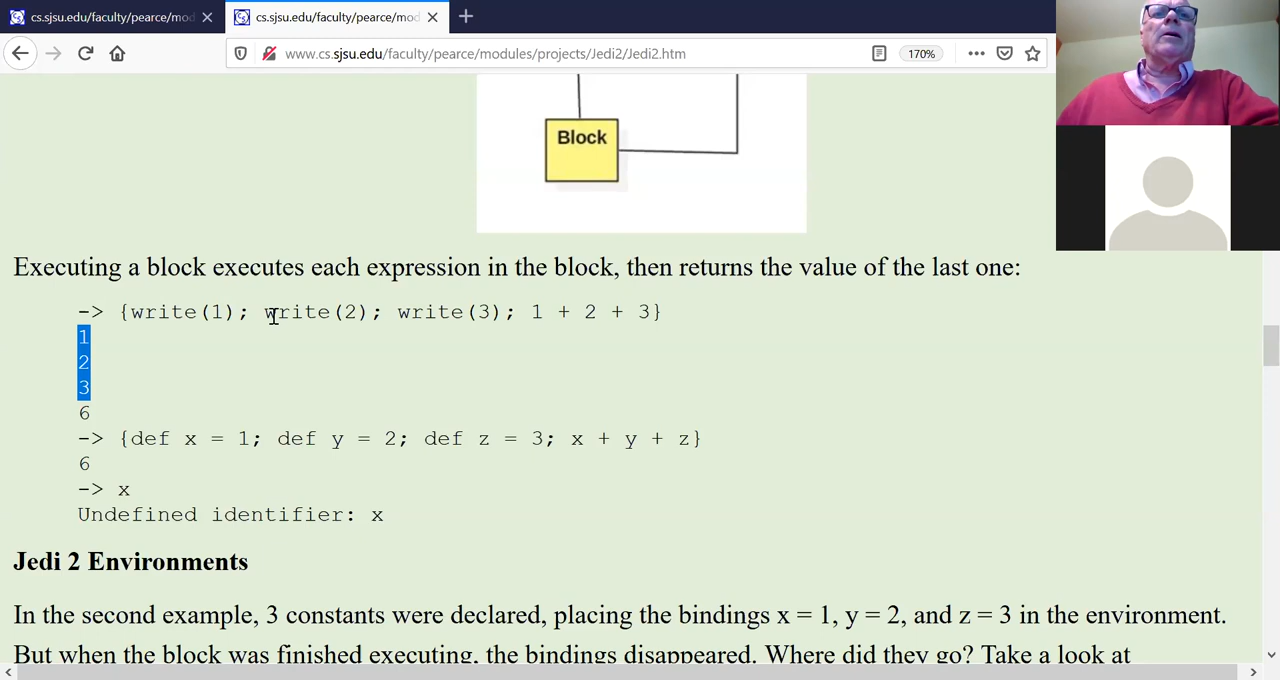 cs.sjsu.edu/faculty/pearce/mod
cs.sjsu.edu/faculty/pearce/mod
www.cs.sjsu.edu/faculty/pearce/modules/projects/Jedi2/Jedi2.htm
170%
Block
Executing a block executes each expression in the block, then returns the value of the last one:
-> {write(1); write(2); write(3); 1 + 2 + 3}
1
2
3
6
-> {def x = 1; def y = 2; def z = 3; x + y + z}
6
-> x
Undefined identifier: x
Jedi 2 Environments
In the second example, 3 constants were declared, placing the bindings x = 1, y = 2, and z = 3 in the environment.
But when the block was finished executing, the bindings disappeared. Where did they go? Take a look at